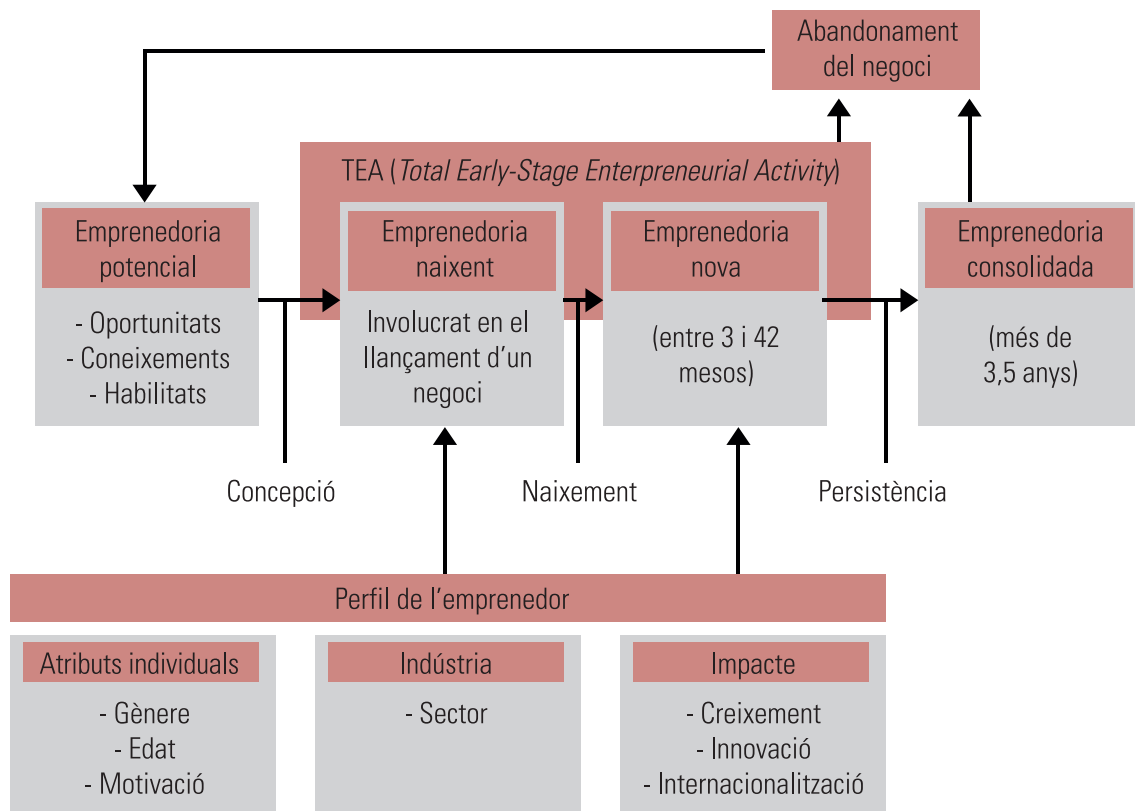 Abandonament
del negoci
TEA (Total Early-Stage Enterpreneurial Activity)
Emprenedoria
potencial
- Oportunitats
- Coneixements
- Habilitats
Emprenedoria
naixent
Involucrat en el
llançament d'un
negoci
Emprenedoria
nova
(entre 3 i 42
mesos)
Emprenedoria
consolidada
(més de
3,5 anys)
Concepció
Naixement
Persistència
Perfil de l'emprenedor
Atributs individuals
- Gènere
- Edat
- Motivació
Indústria
- Sector
Impacte
- Creixement
- Innovació
- Internacionalització